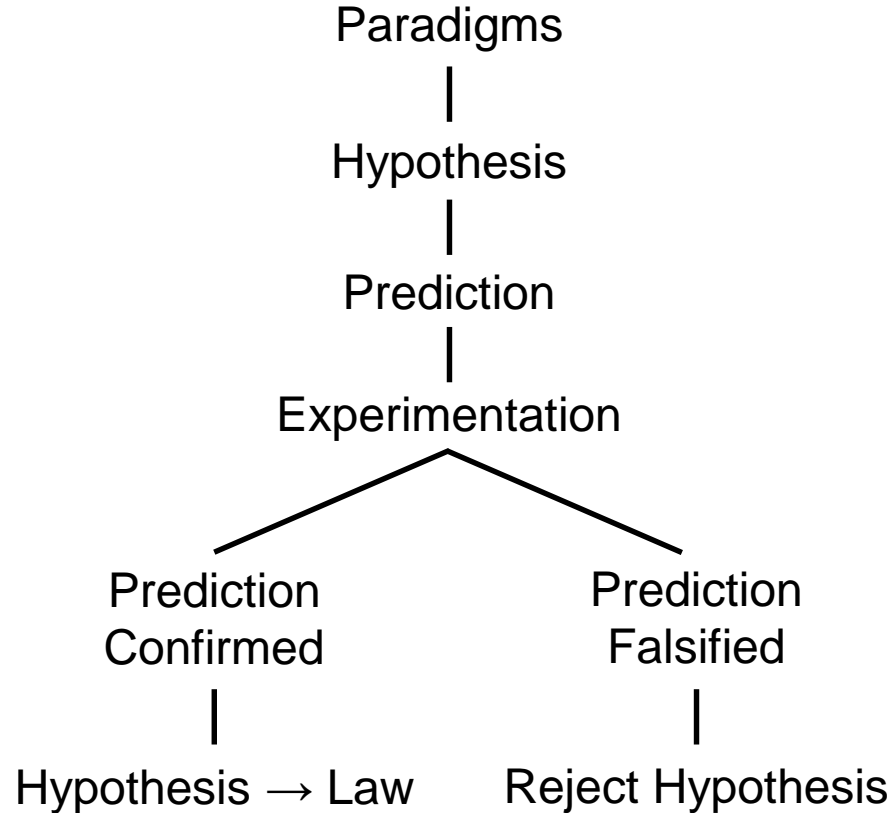 Paradigms
Hypothesis
Prediction
Experimentation
Prediction
Confirmed
Prediction
Falsified
Hypothesis → Law
Reject Hypothesis